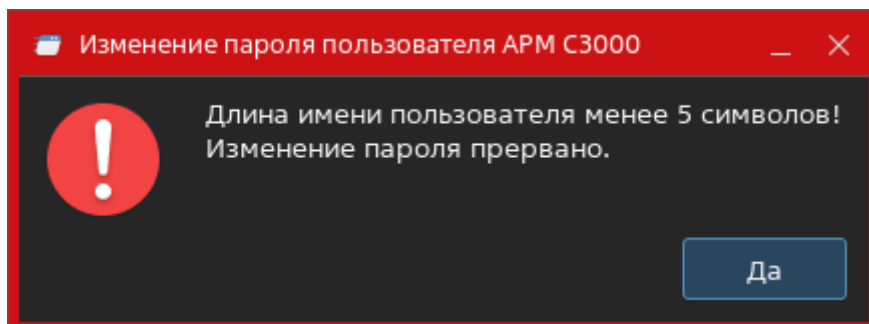 Изменение пароля пользователя АРМ С3000
Длина имени пользователя менее 5 символов!
Изменение пароля прервано.
Да